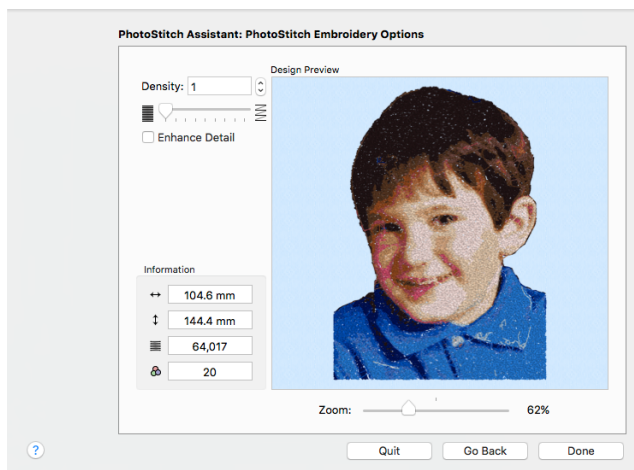 PhotoStitch Assistant: PhotoStitch Embroidery Options
Design Preview
Density: 1
Enhance Detail
Information
104.6 mm
144.4 mm
64,017
20
Zoom: 62%
? Quit Go Back Done